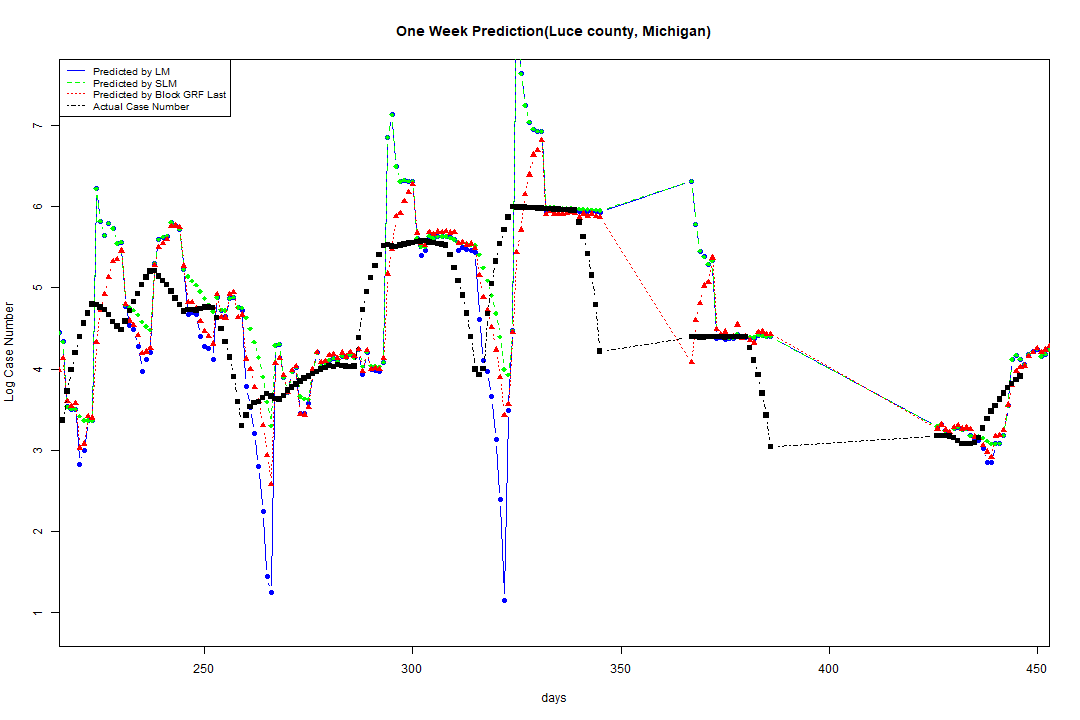 One Week Prediction(Luce county, Michigan)
Predicted by LM
Predicted by SLM
Predicted by Block GRF Last
Actual Case Number
Log Case Number
7
6
5
4
3
2
1
250
300
350
400
450
days